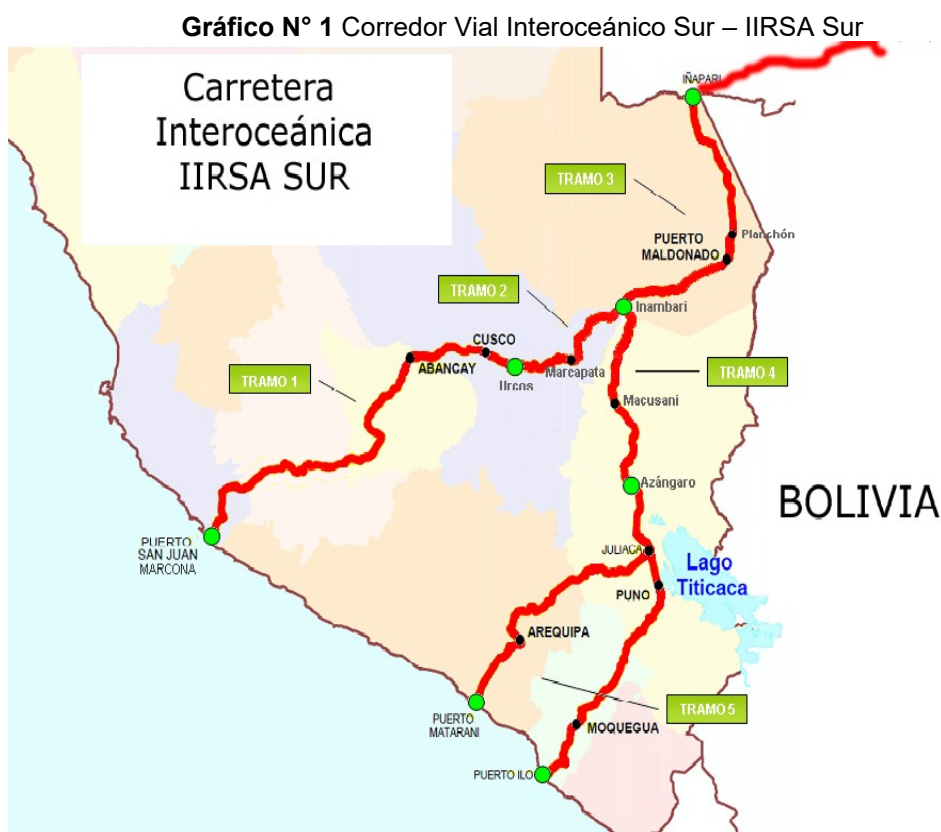 Gráfico N° 1 Corredor Vial Interoceánico Sur – IIRSA Sur
Carretera
Interoceánica
IIRSA SUR
IÑAPARI
TRAMO 3
Planchón
PUERTO
MALDONADO
TRAMO 2
Inambari
CUSCO
ABANCAY
Urcos
Marcapata
TRAMO 1
TRAMO 4
Macusani
Azángaro
BOLIVIA
PUERTO
SAN JUAN
MARCONA
JULIACA
Lago
Titicaca
PUNO
AREQUIPA
TRAMO 5
PUERTO
MATARANI
MOQUEGUA
PUERTO ILO